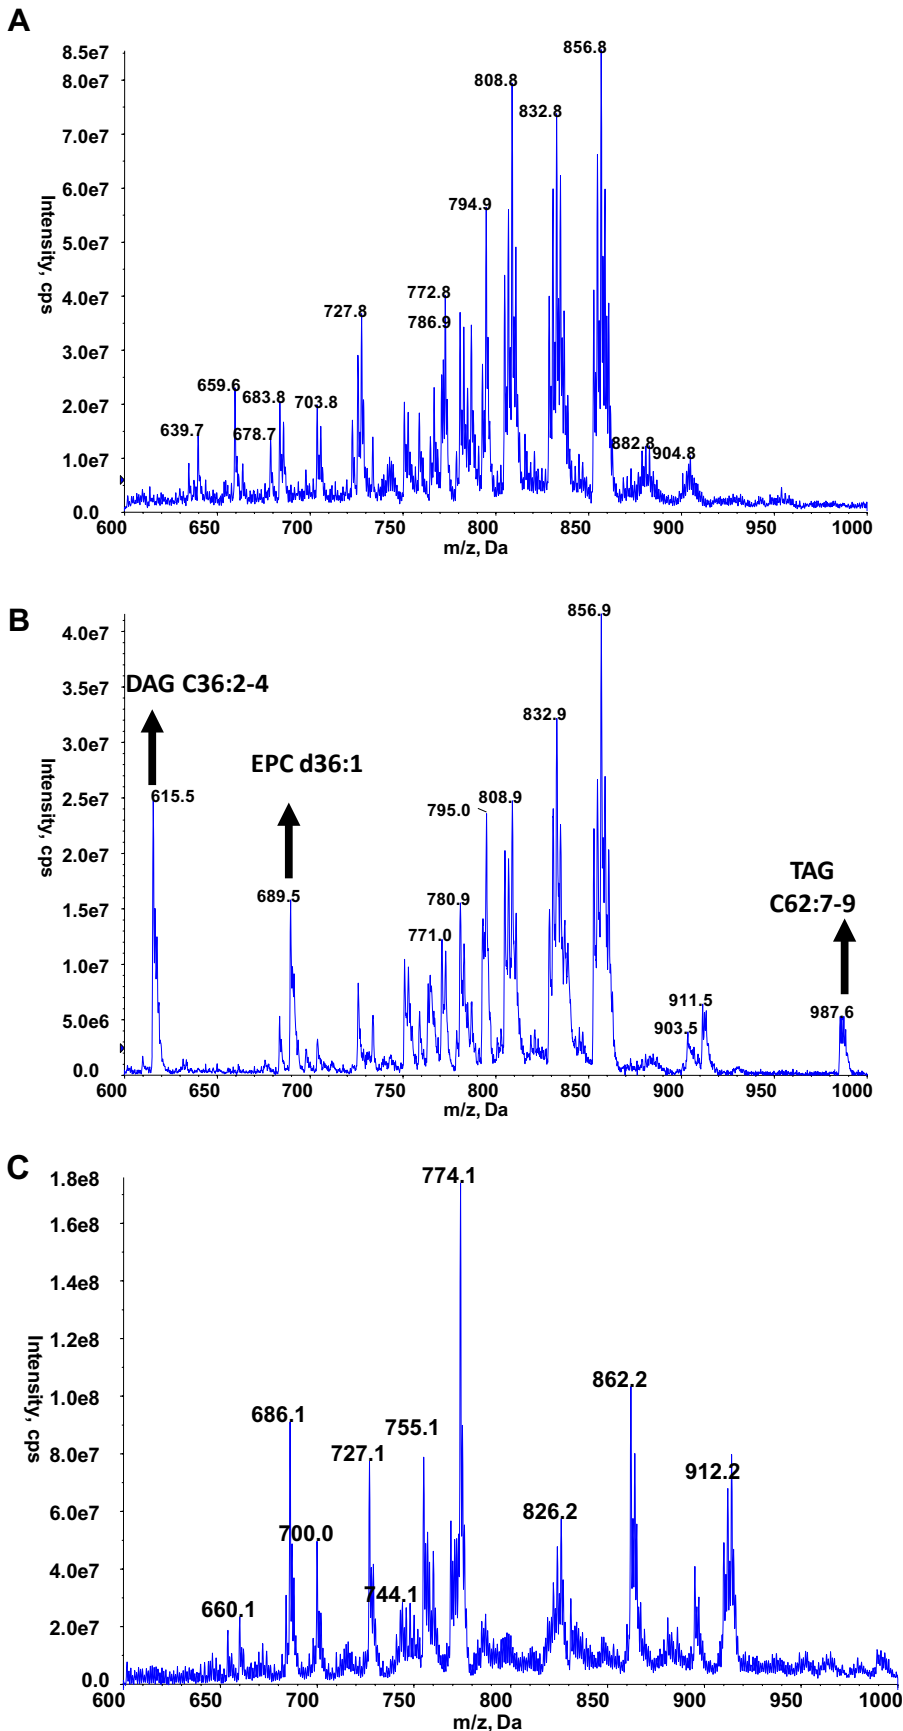 A
8.5e7
8.0e7
7.0e7
6.0e7
5.0e7
4.0e7
3.0e7
2.0e7
1.0e7
0.0
Intensity, cps
639.7
659.6
678.7
683.8
703.8
727.8
772.8
786.9
794.9
808.8
832.8
856.8
882.8
904.8
600 650 700 750 800 850 900 950 1000
m/z, Da
B
4.0e7
3.5e7
3.0e7
2.5e7
2.0e7
1.5e7
1.0e7
5.0e6
0.0
Intensity, cps
DAG C36:2-4
615.5
EPC d36:1
689.5
771.0
780.9
795.0
808.9
832.9
856.9
903.5
911.5
TAG
C62:7-9
987.6
600 650 700 750 800 850 900 950 1000
m/z, Da
C
1.8e8
1.6e8
1.4e8
1.2e8
1.0e8
8.0e7
6.0e7
4.0e7
2.0e7
0.0
Intensity, cps
660.1
686.1
700.0
727.1
744.1
755.1
774.1
826.2
862.2
912.2
600 650 700 750 800 850 900 1000
m/z, Da